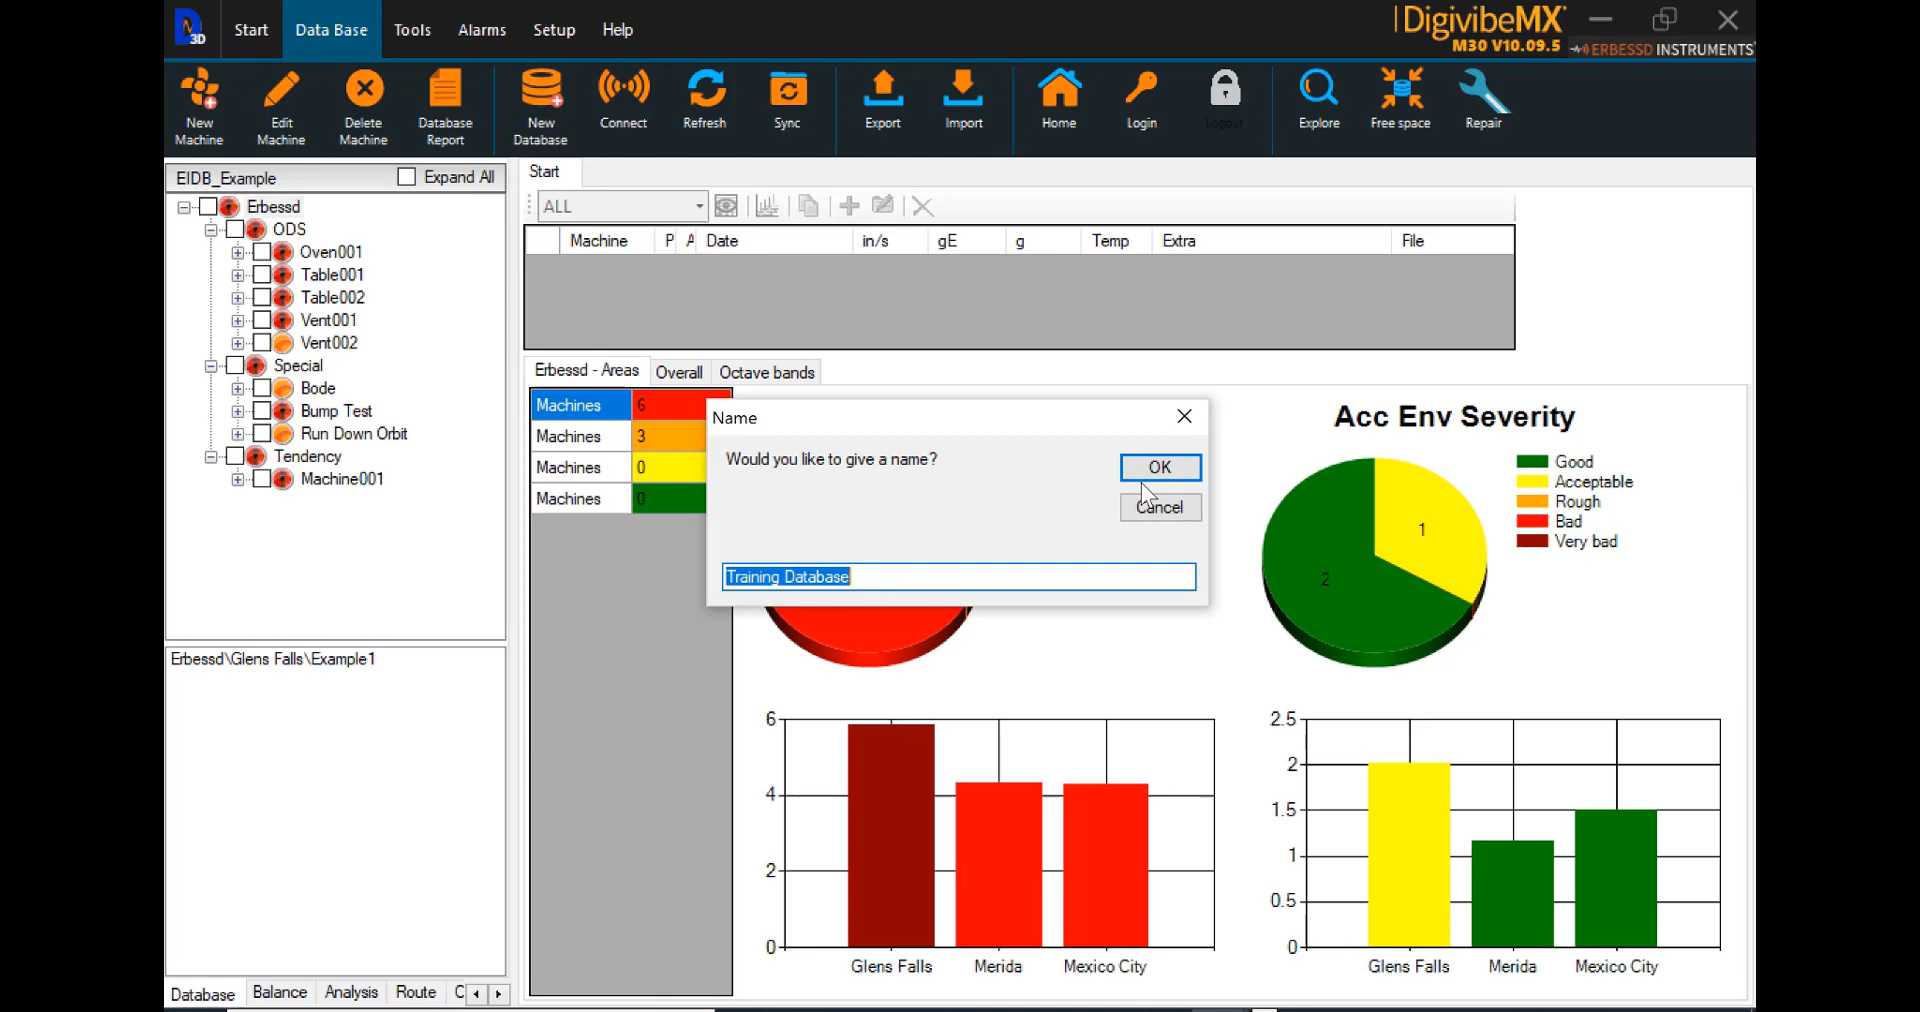 Start Data Base Tools Alarms Setup Help
DigivibeMX
M30 V10.09.5 ERBESSD INSTRUMENTS
3D
New Machine
Edit Machine
Delete Machine
Database Report
New Database
Connect
Refresh
Sync
Export
Import
Home
Login
Logout
Explore
Free space
Repair
EIDB_Example Expand All
Erbessd
ODS
Oven001
Table001
Table002
Vent001
Vent002
Special
Bode
Bump Test
Run Down Orbit
Tendency
Machine001
Erbessd\Glens Falls\Example1
Database Balance Analysis Route C
Start
ALL
Machine P A Date in/s gE g Temp Extra File
Erbessd - Areas Overall Octave bands
Machines 6
Machines 3
Machines 0
Machines 0
Name
Would you like to give a name?
OK
Cancel
Training Database
Acc Env Severity
Good
Acceptable
Rough
Bad
Very bad
1
2
6
4
2
0
Glens Falls Merida Mexico City
2.5
2
1.5
1
0.5
0
Glens Falls Merida Mexico City